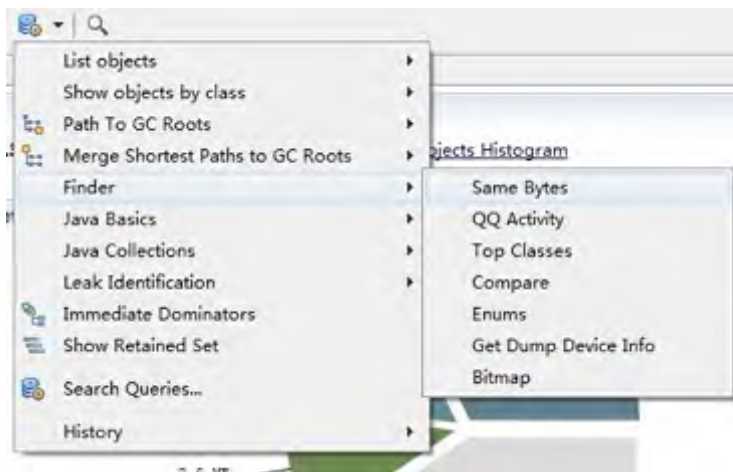 List objects
Show objects by class
Path To GC Roots
Merge Shortest Paths to GC Roots
jects Histogram
Finder
Same Bytes
Java Basics
QQ Activity
Java Collections
Top Classes
Leak Identification
Compare
Immediate Dominators
Enums
Show Retained Set
Get Dump Device Info
Bitmap
Search Queries...
History